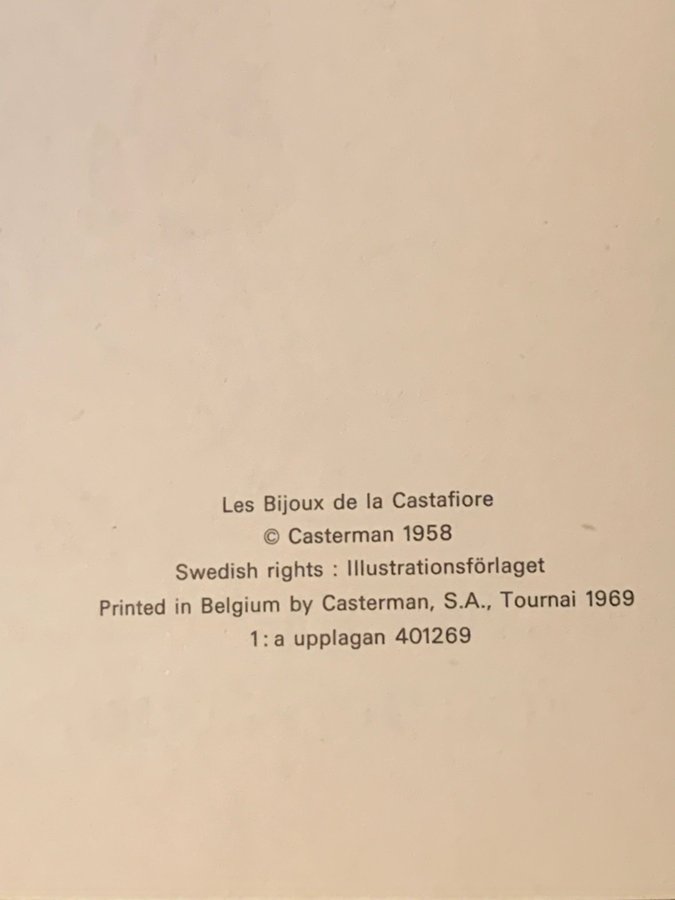 Les Bijoux de la Castafiore
© Casterman 1958
Swedish rights : Illustrationsförlaget
Printed in Belgium by Casterman, S.A., Tournai 1969
1:a upplagan 401269